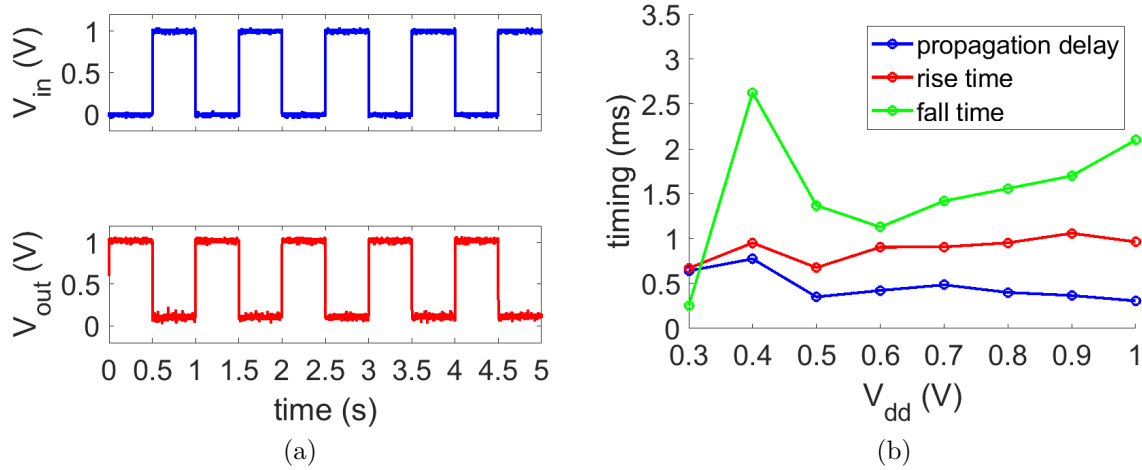 V_in (V)
1
0.5
0
V_out (V)
1
0.5
0
0 0.5 1 1.5 2 2.5 3 3.5 4 4.5 5
time (s)
(a)
timing (ms)
3.5
3
2.5
2
1.5
1
0.5
0
propagation delay
rise time
fall time
0.3 0.4 0.5 0.6 0.7 0.8 0.9 1
V_dd (V)
(b)